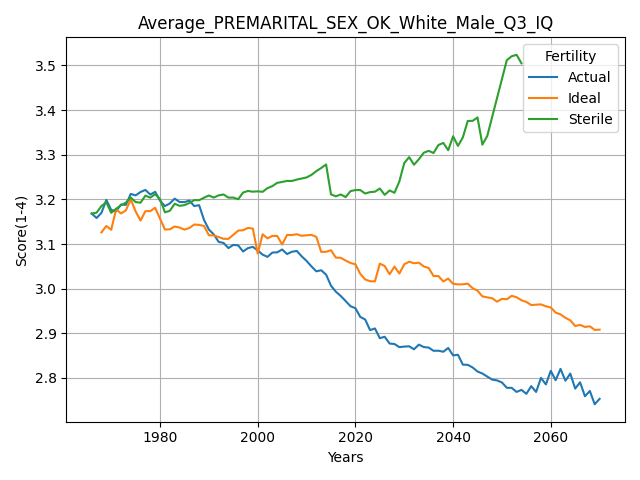 Average_PREMARITAL_SEX_OK_White_Male_Q3_IQ
Fertility
Actual
Ideal
Sterile
Score(1-4)
3.5
3.4
3.3
3.2
3.1
3.0
2.9
2.8
1980
2000
2020
2040
2060
Years